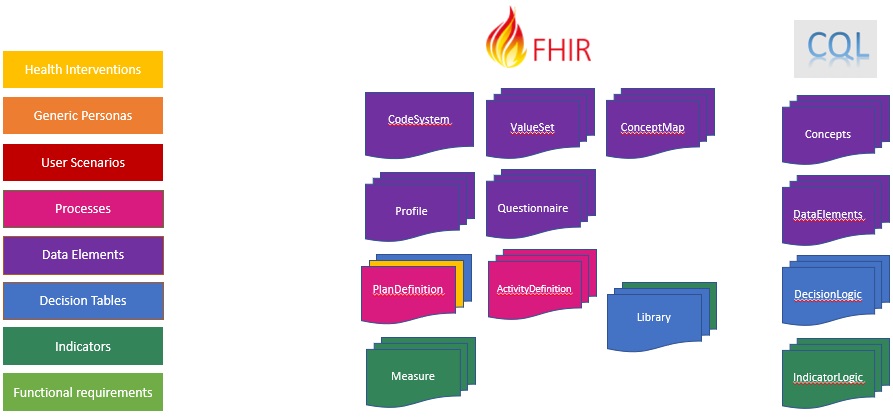 FHIR
CQL
Health Interventions
Generic Personas
User Scenarios
Processes
Data Elements
Decision Tables
Indicators
Functional requirements
CodeSystem
ValueSet
ConceptMap
Profile
Questionnaire
PlanDefinition
ActivityDefinition
Library
Measure
Concepts
DataElements
DecisionLogic
IndicatorLogic